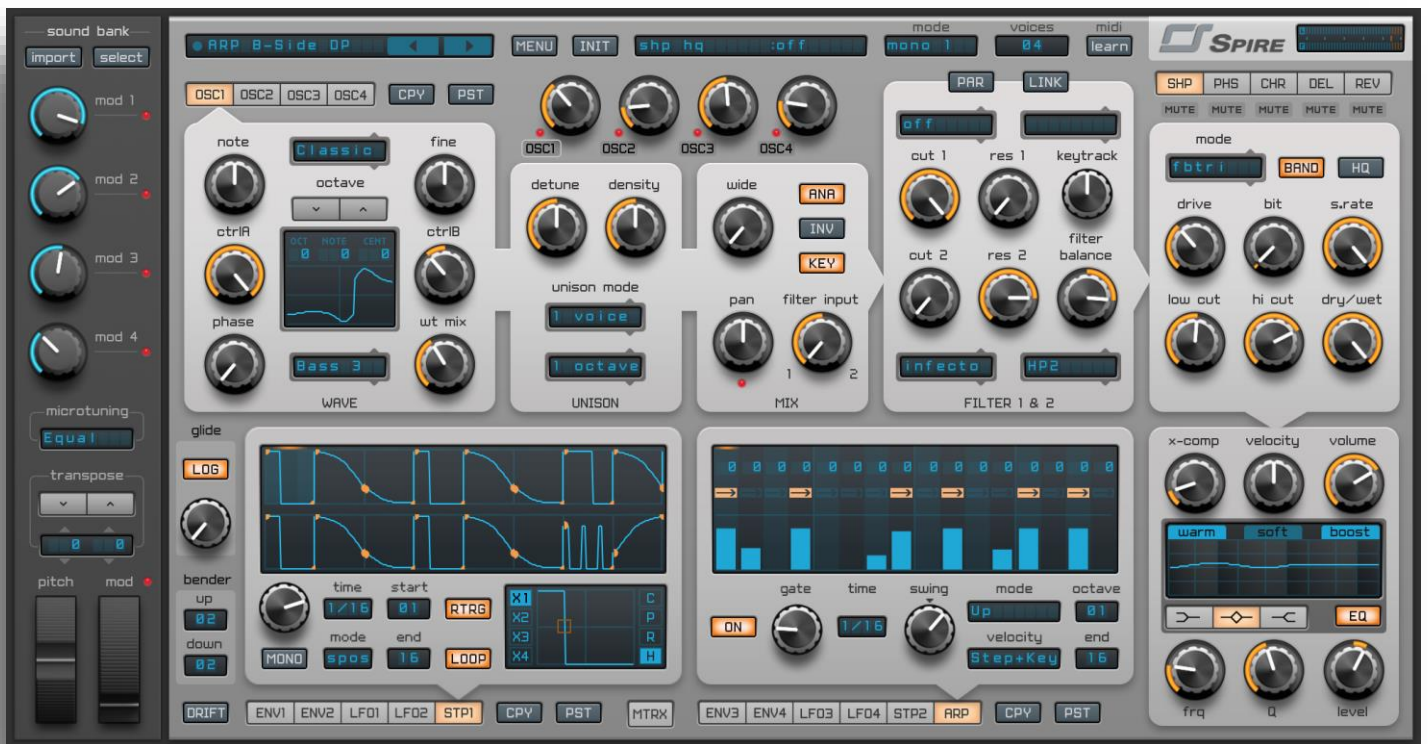 sound bank
import select
mod 1
mod 2
mod 3
mod 4
microtuning
Equal
transpose
0 0
pitch mod
ARP B-Side DP
MENU INIT
shp hq :off
mode voices midi
mono 1 04 learn
SPIRE
OSC1 OSC2 OSC3 OSC4 CPY PST
note fine
Classic
octave
ctrlA ctrlB
OCT NOTE CENT
0 0 0
phase wt mix
Bass 3
WAVE
OSC1 OSC2 OSC3 OSC4
detune density
unison mode
1 voice
1 octave
UNISON
wide
ANA
INV
KEY
pan filter input
1 2
MIX
PAR LINK
off
cut 1 res 1 keytrack
cut 2 res 2 filter balance
infecto HP2
FILTER 1 & 2
SHP PHS CHR DEL REV
MUTE MUTE MUTE MUTE MUTE
mode
fbtri BAND HQ
drive bit s.rate
low cut hi cut dry/wet
glide
LOG
bender
up
02
down
02
DRIFT
time start
1/16 01 RTRG
mode end
MONO spos 16 LOOP
X1 C
X2 P
X3 R
X4 H
ENV1 ENV2 LFO1 LFO2 STP1 CPY PST MTRX
0 0 0 0 0 0 0 0 0 0 0 0 0 0 0 0
gate time swing mode octave
ON 1/16 Up 01
velocity end
Step+Key 16
ENV3 ENV4 LFO3 LFO4 STP2 ARP CPY PST
x-comp velocity volume
warm soft boost
EQ
frq Q level